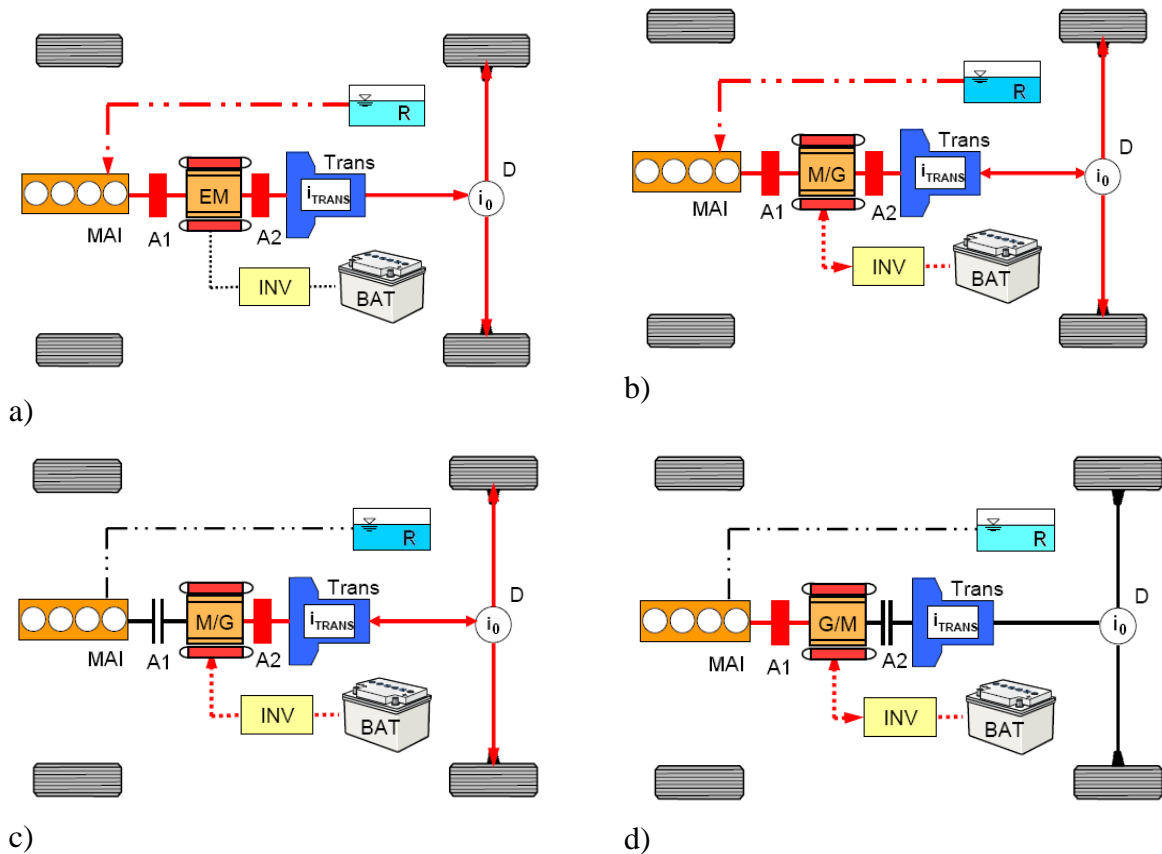 R
Trans
D
EM
iTRANS
i0
MAI
A1
A2
INV
BAT
a)
R
Trans
D
M/G
iTRANS
i0
MAI
A1
A2
INV
BAT
b)
R
Trans
D
M/G
iTRANS
i0
MAI
A1
A2
INV
BAT
c)
R
Trans
D
G/M
iTRANS
i0
MAI
A1
A2
INV
BAT
d)